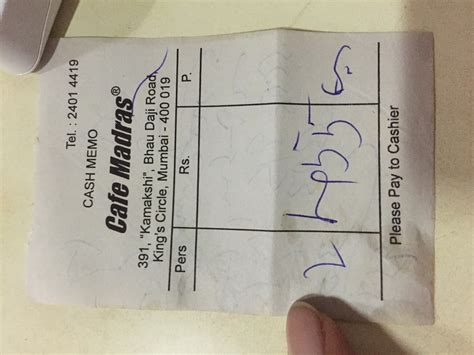 Tel. : 2401 4419
CASH MEMO
Cafe Madras®
391, "Kamakshi", Bhau Daji Road,
King's Circle, Mumbai - 400 019
Pers Rs. P.
Please Pay to Cashier